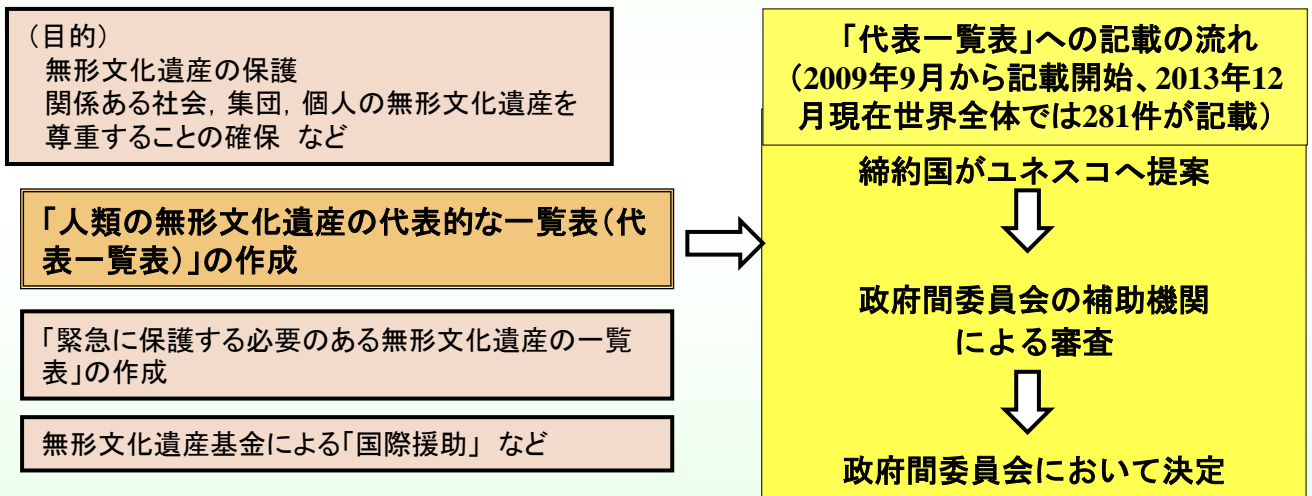 (目的)
無形文化遺産の保護
関係ある社会, 集団, 個人の無形文化遺産を
尊重することの確保 など
「人類の無形文化遺産の代表的な一覧表(代
表一覧表)」の作成
「緊急に保護する必要のある無形文化遺産の一覧
表」の作成
無形文化遺産基金による「国際援助」 など
「代表一覧表」への記載の流れ
(2009年9月から記載開始、2013年12
月現在世界全体では281件が記載)
締約国がユネスコへ提案
政府間委員会の補助機関
による審査
政府間委員会において決定